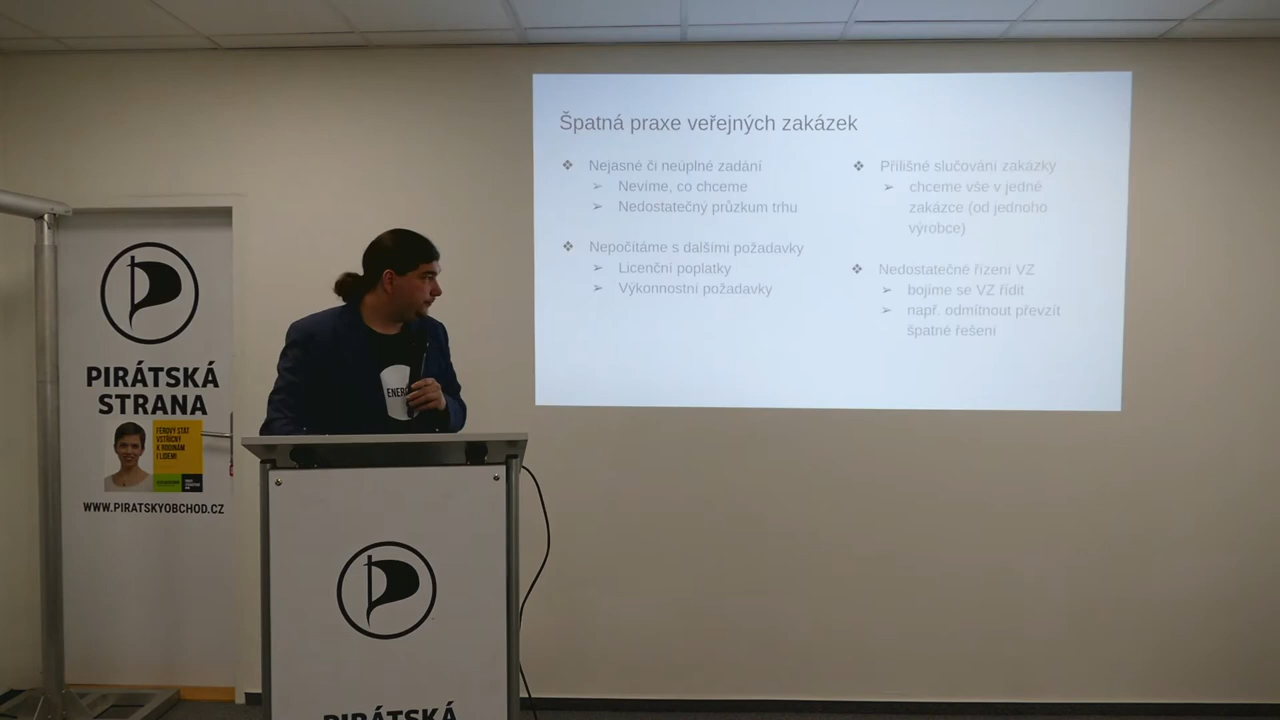 Špatná praxe veřejných zakázek
Nejasné či neúplné zadání
Nevíme, co chceme
Nedostatečný průzkum trhu
Nepočítáme s dalšími požadavky
Licenční poplatky
Výkonnostní požadavky
Přílišné slučování zakázky
chceme vše v jedné
zakázce (od jednoho
výrobce)
Nedostatečné řízení VZ
bojíme se VZ řídit
např. odmítnout převzít
špatné řešení
PIRÁTSKÁ
STRANA
FÉROVÝ STÁT
VSTŘÍCNÝ
K RODINÁM
I LIDEM!
WWW.PIRATSKYOBCHOD.CZ
ENERG
PIRÁTSKÁ